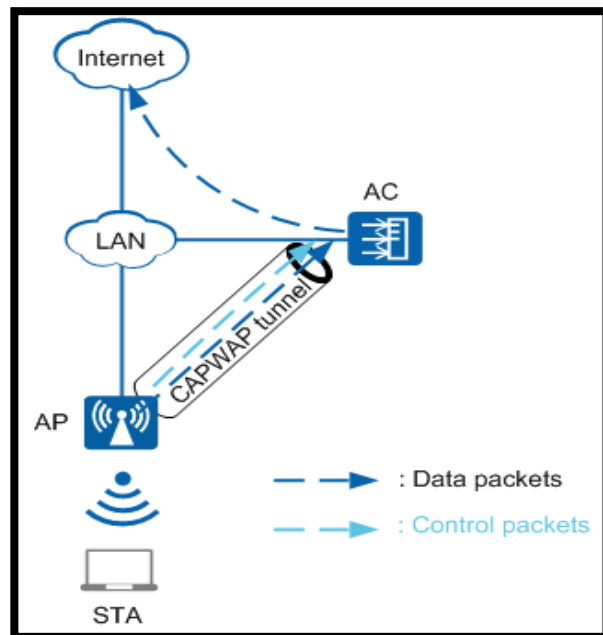 Internet
AC
LAN
CAPWAP tunnel
AP
: Data packets
: Control packets
STA